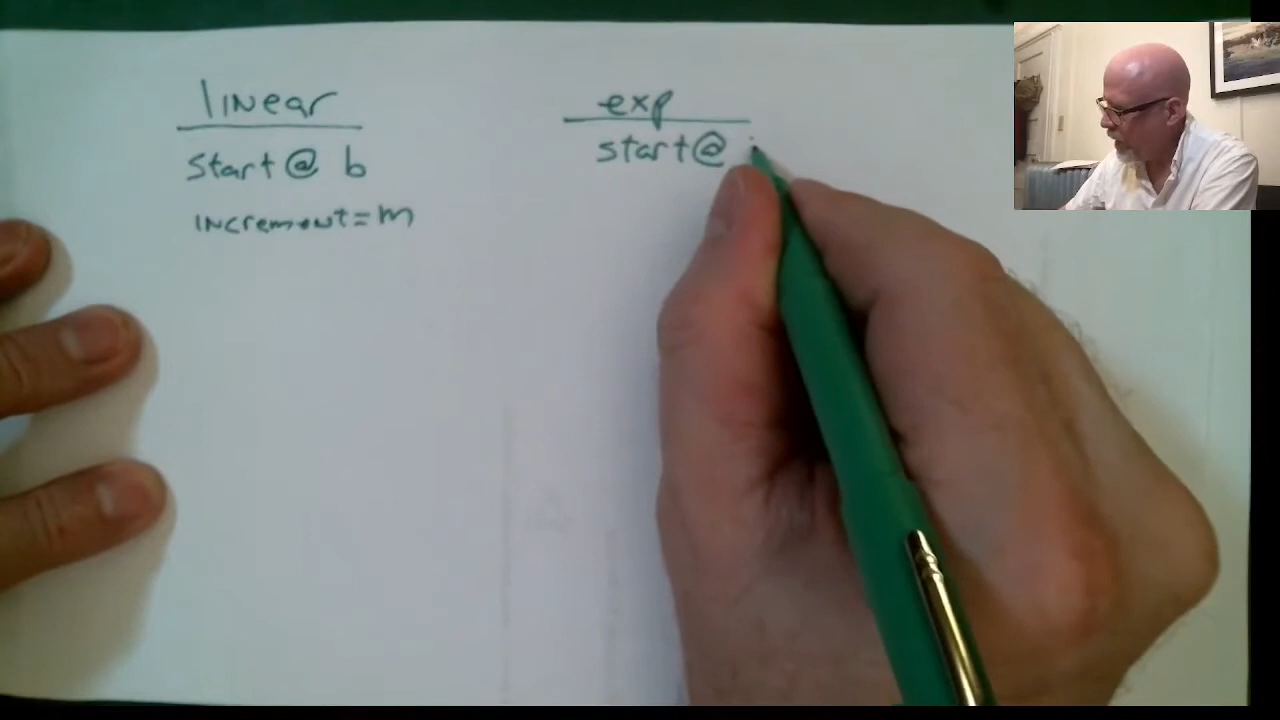 linear
start @ b
increment = m
exp
start @